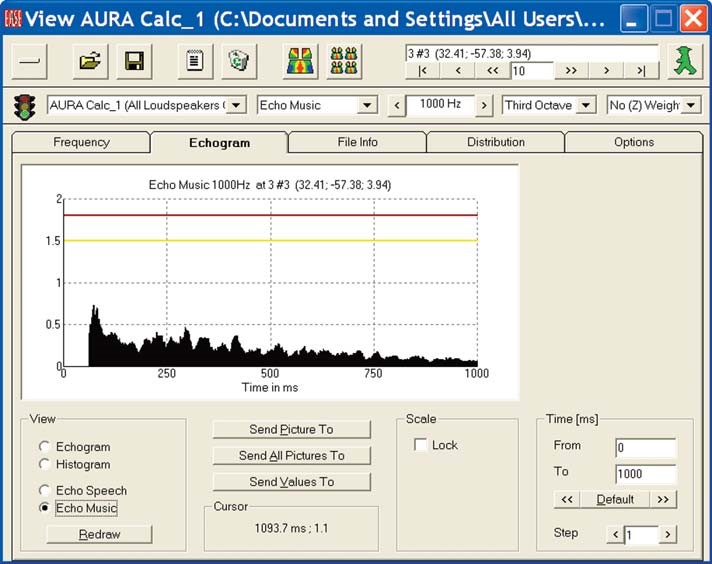 EASE View AURA Calc_1 (C:\Documents and Settings\All Users\...
3 #3 (32.41; -57.38; 3.94)
|< < << 10 >> > >|
AURA Calc_1 (All Loudspeakers Echo Music < 1000 Hz > Third Octave No (Z) Weigh
Frequency Echogram File Info Distribution Options
Echo Music 1000Hz at 3 #3 (32.41; -57.38; 3.94)
2
1.5
1
0.5
0
0 250 500 750 1000
Time in ms
View
Echogram
Histogram
Echo Speech
Echo Music
Redraw
Send Picture To
Send All Pictures To
Send Values To
Cursor
1093.7 ms ; 1.1
Scale
Lock
Time [ms]
From 0
To 1000
<< Default >>
Step < 1 >